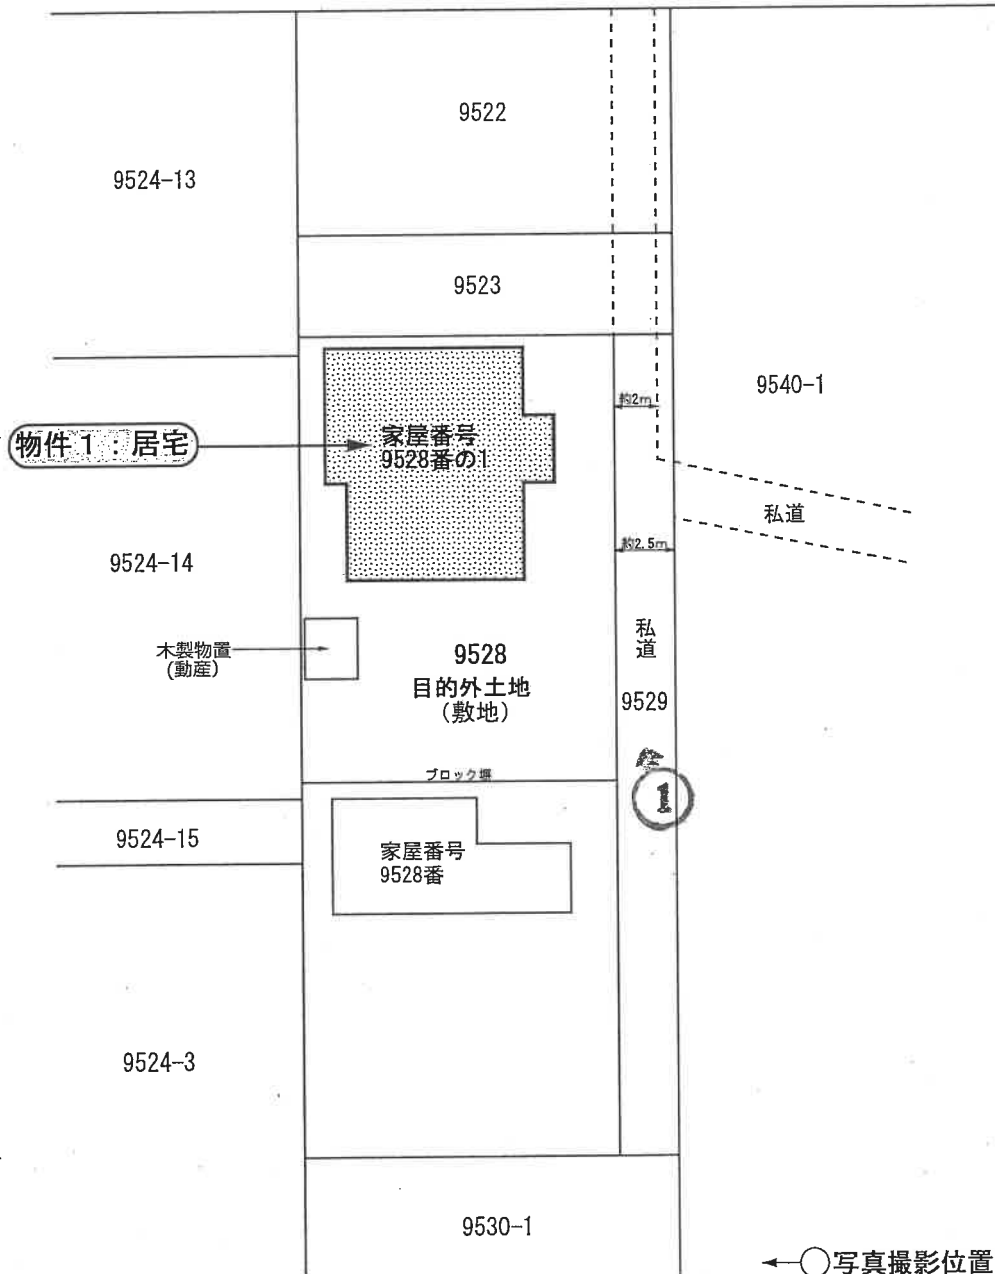 9522
9524-13
9523
9540-1
約2m
物件1:居宅
家屋番号
9528番の1
私道
約2.5m
9524-14
木製物置
(動産)
私道
9528
目的外土地
(敷地)
9529
ブロック塀
1
9524-15
家屋番号
9528番
9524-3
9530-1
←○写真撮影位置